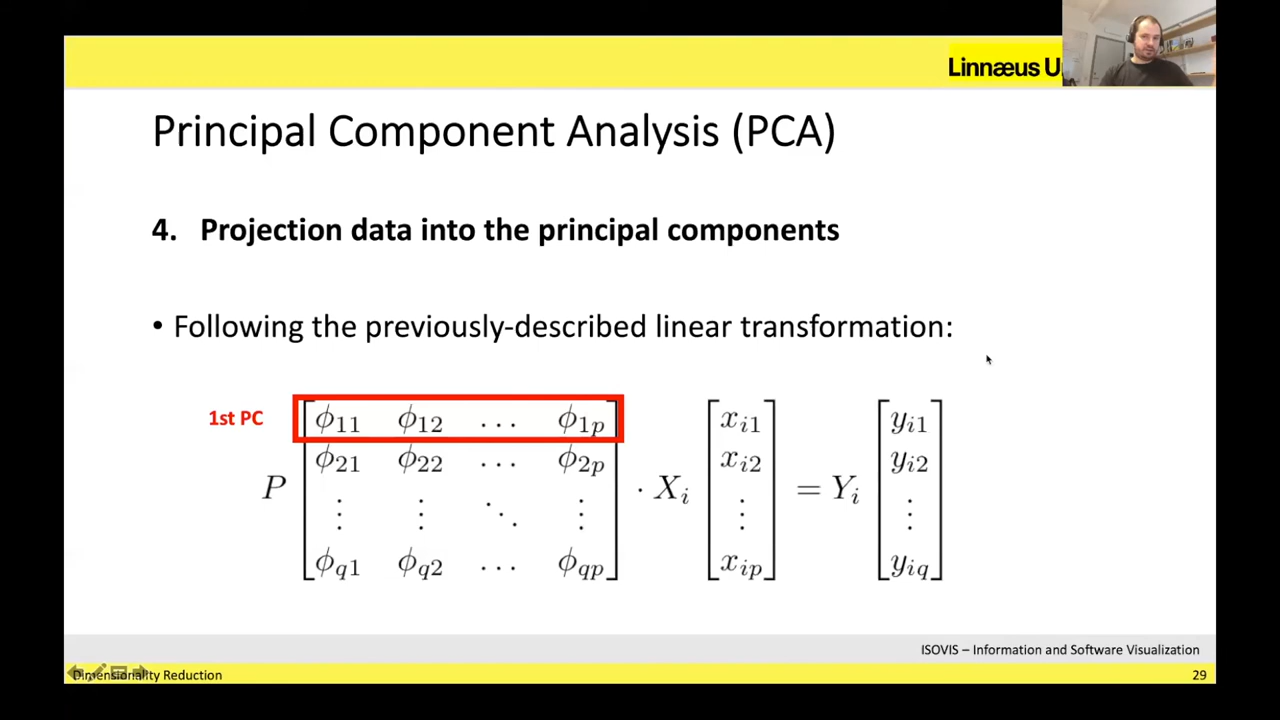 Linnæus U
Principal Component Analysis (PCA)
4. Projection data into the principal components
• Following the previously-described linear transformation:
1st PC
P [ϕ11 ϕ12 ... ϕ1p
ϕ21 ϕ22 ... ϕ2p
⋮ ⋮ ⋱ ⋮
ϕq1 ϕq2 ... ϕqp] · Xi [xi1
xi2
⋮
xip] = Yi [yi1
yi2
⋮
yiq]
ISOVIS – Information and Software Visualization
Dimensionality Reduction
29